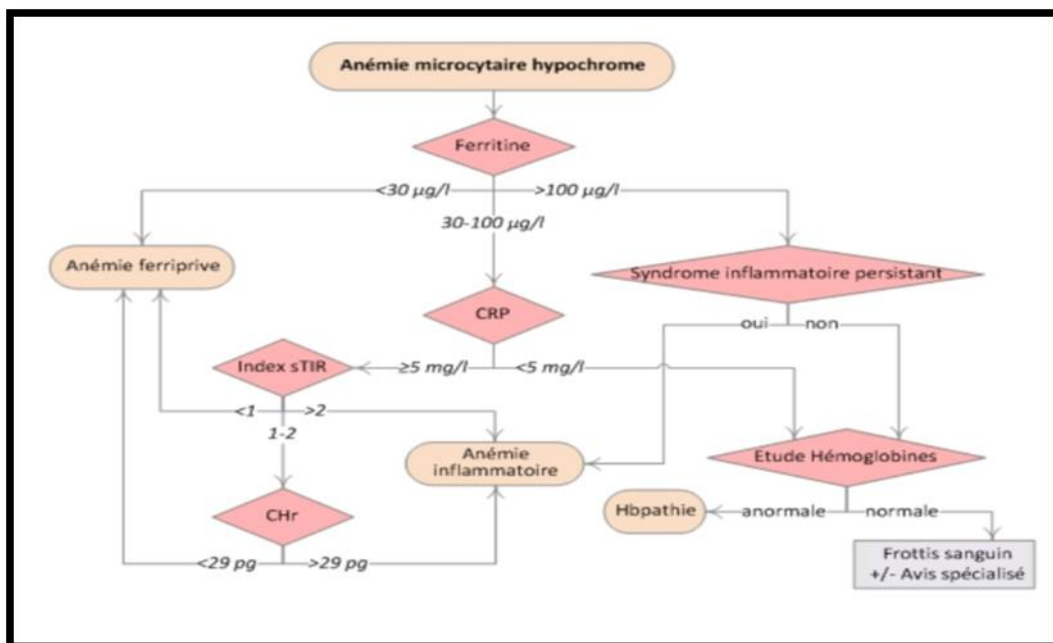 Anémie microcytaire hypochrome
Ferritine
<30 µg/l
>100 µg/l
30-100 µg/l
Anémie ferriprive
Syndrome inflammatoire persistant
CRP
oui
non
Index sTIR
≥5 mg/l
<5 mg/l
<1
>2
1-2
Anémie
inflammatoire
Etude Hémoglobines
CHr
Hbpathie
anormale
normale
<29 pg
>29 pg
Frottis sanguin
+/- Avis spécialisé